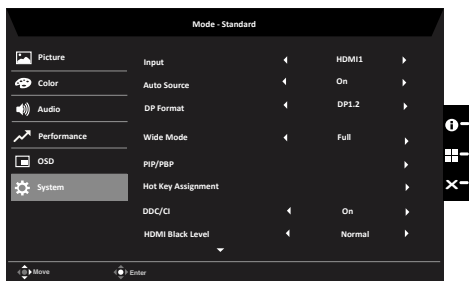 Mode - Standard
Picture
Color
Audio
Performance
OSD
System
Input HDMI1
Auto Source On
DP Format DP1.2
Wide Mode Full
PIP/PBP
Hot Key Assignment
DDC/CI On
HDMI Black Level Normal
Move Enter